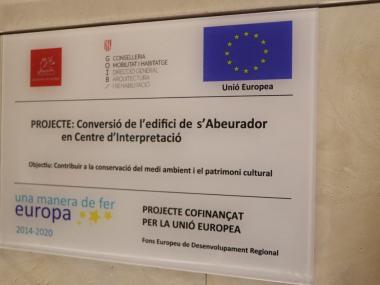 GOIB
CONSELLERIA
MOBILITAT I HABITATGE
DIRECCIÓ GENERAL
ARQUITECTURA
I REHABILITACIÓ
Unió Europea
PROJECTE: Conversió de l'edifici de s'Abeurador
en Centre d'Interpretació
Objectiu: Contribuir a la conservació del medi ambient i el patrimoni cultural
una manera de fer
europa
2014-2020
PROJECTE COFINANÇAT
PER LA UNIÓ EUROPEA
Fons Europeu de Desenvolupament Regional